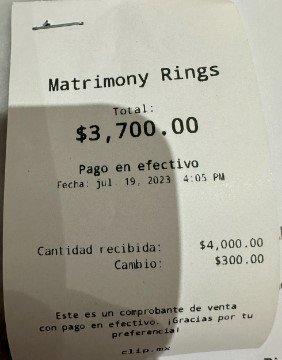 Matrimony Rings
Total:
$3,700.00
Pago en efectivo
Fecha: jul. 19, 2023 4:05 PM
Cantidad recibida: $4,000.00
Cambio: $300.00
Este es un comprobante de venta
con pago en efectivo. ¡Gracias por tu
preferencia!
clip.mx